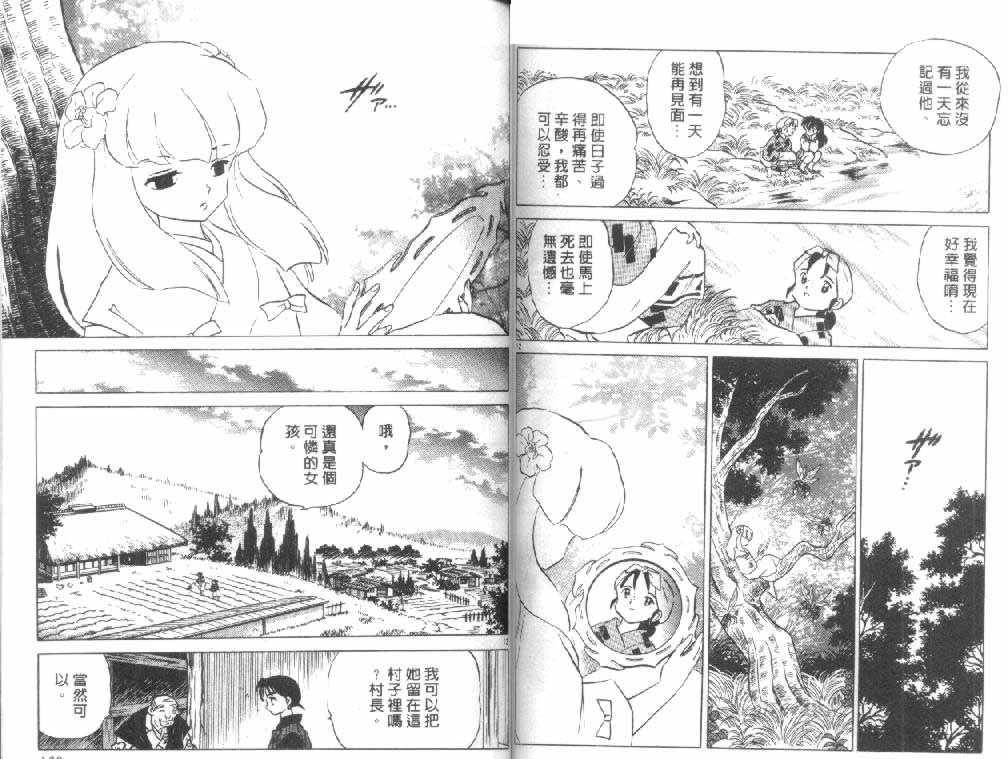 我從來沒
有一天忘
記過他。
想到有一天
能再見面…
即使日子過
得再痛苦、
辛酸，我都
可以忍受…
我覺得現在
好幸福唷…
即使馬上
死去也毫
無遺憾…
ザァ…
ザァ…
哦，
還真是個
可憐的女
孩。
我可以把
她留在這
村子裡嗎
？村長。
當然可
以。